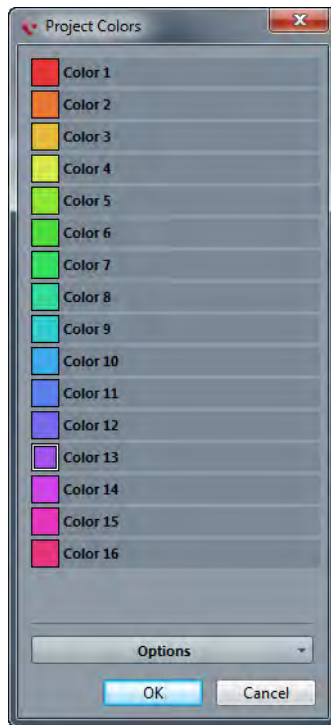 Project Colors
Color 1
Color 2
Color 3
Color 4
Color 5
Color 6
Color 7
Color 8
Color 9
Color 10
Color 11
Color 12
Color 13
Color 14
Color 15
Color 16
Options
OK Cancel